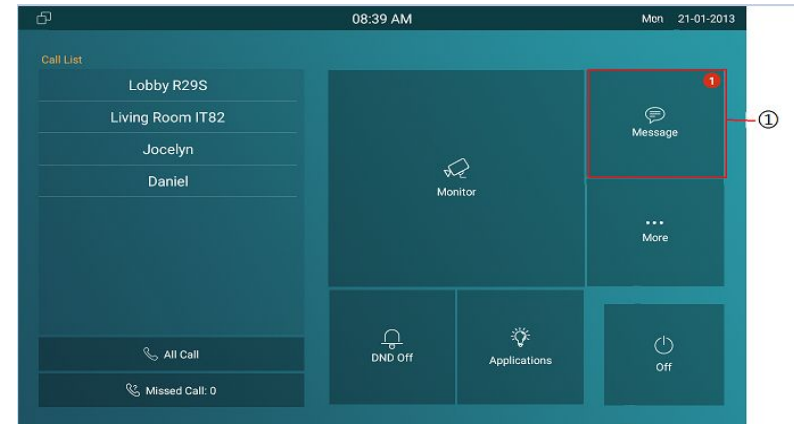 08:39 AM
Mon 21-01-2013
Call List
Lobby R29S
Living Room IT82
Jocelyn
Daniel
All Call
Missed Call: 0
Monitor
1
Message
①
More
DND Off
Applications
Off